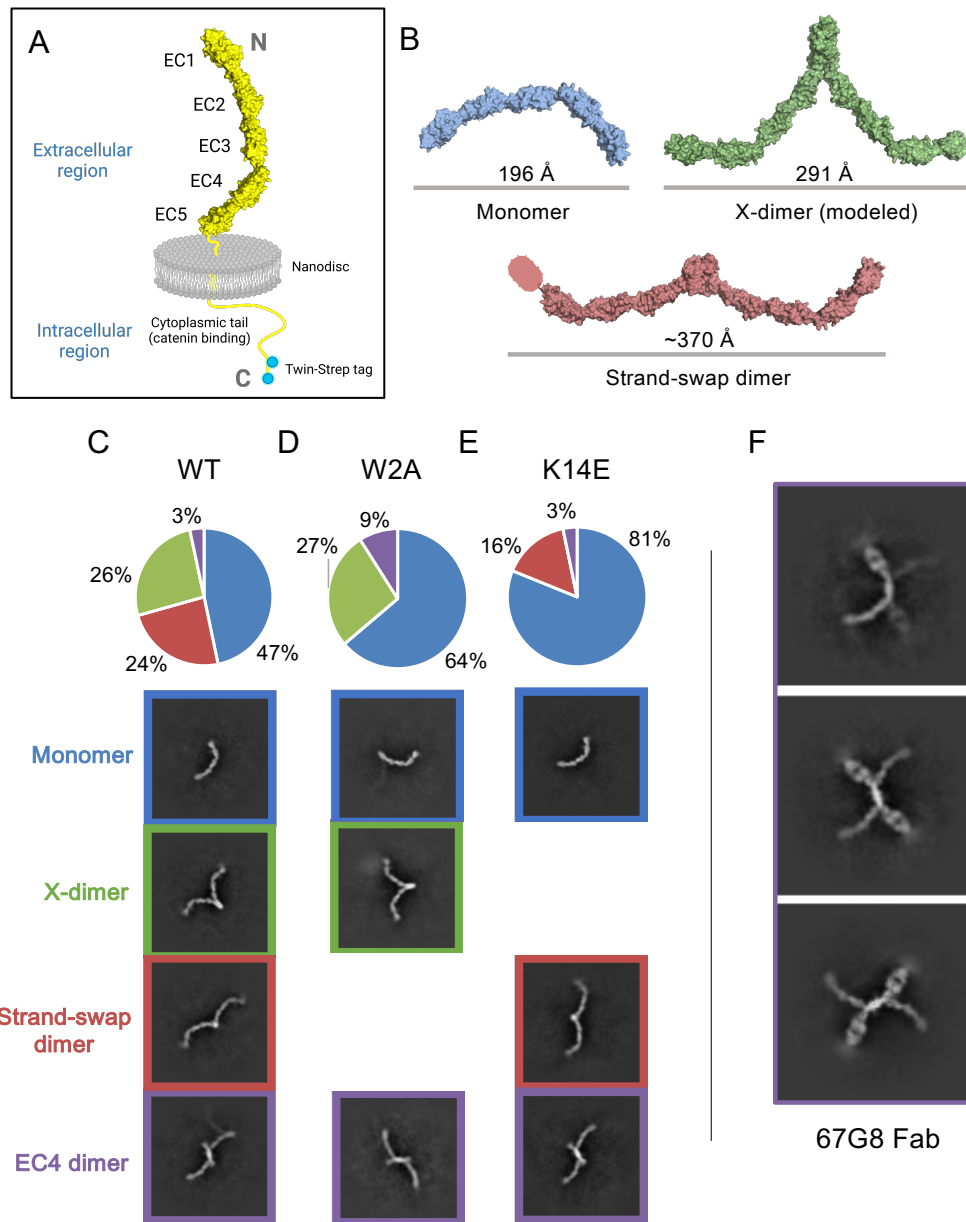 A
N
EC1
EC2
Extracellular
region
EC3
EC4
EC5
Nanodisc
Intracellular
region
Cytoplasmic tail
(catenin binding)
Twin-Strep tag
C
B
196 Å
Monomer
291 Å
X-dimer (modeled)
~370 Å
Strand-swap dimer
C
D
E
F
WT
W2A
K14E
3%
26%
24%
47%
9%
27%
64%
3%
16%
81%
Monomer
X-dimer
Strand-swap
dimer
EC4 dimer
67G8 Fab